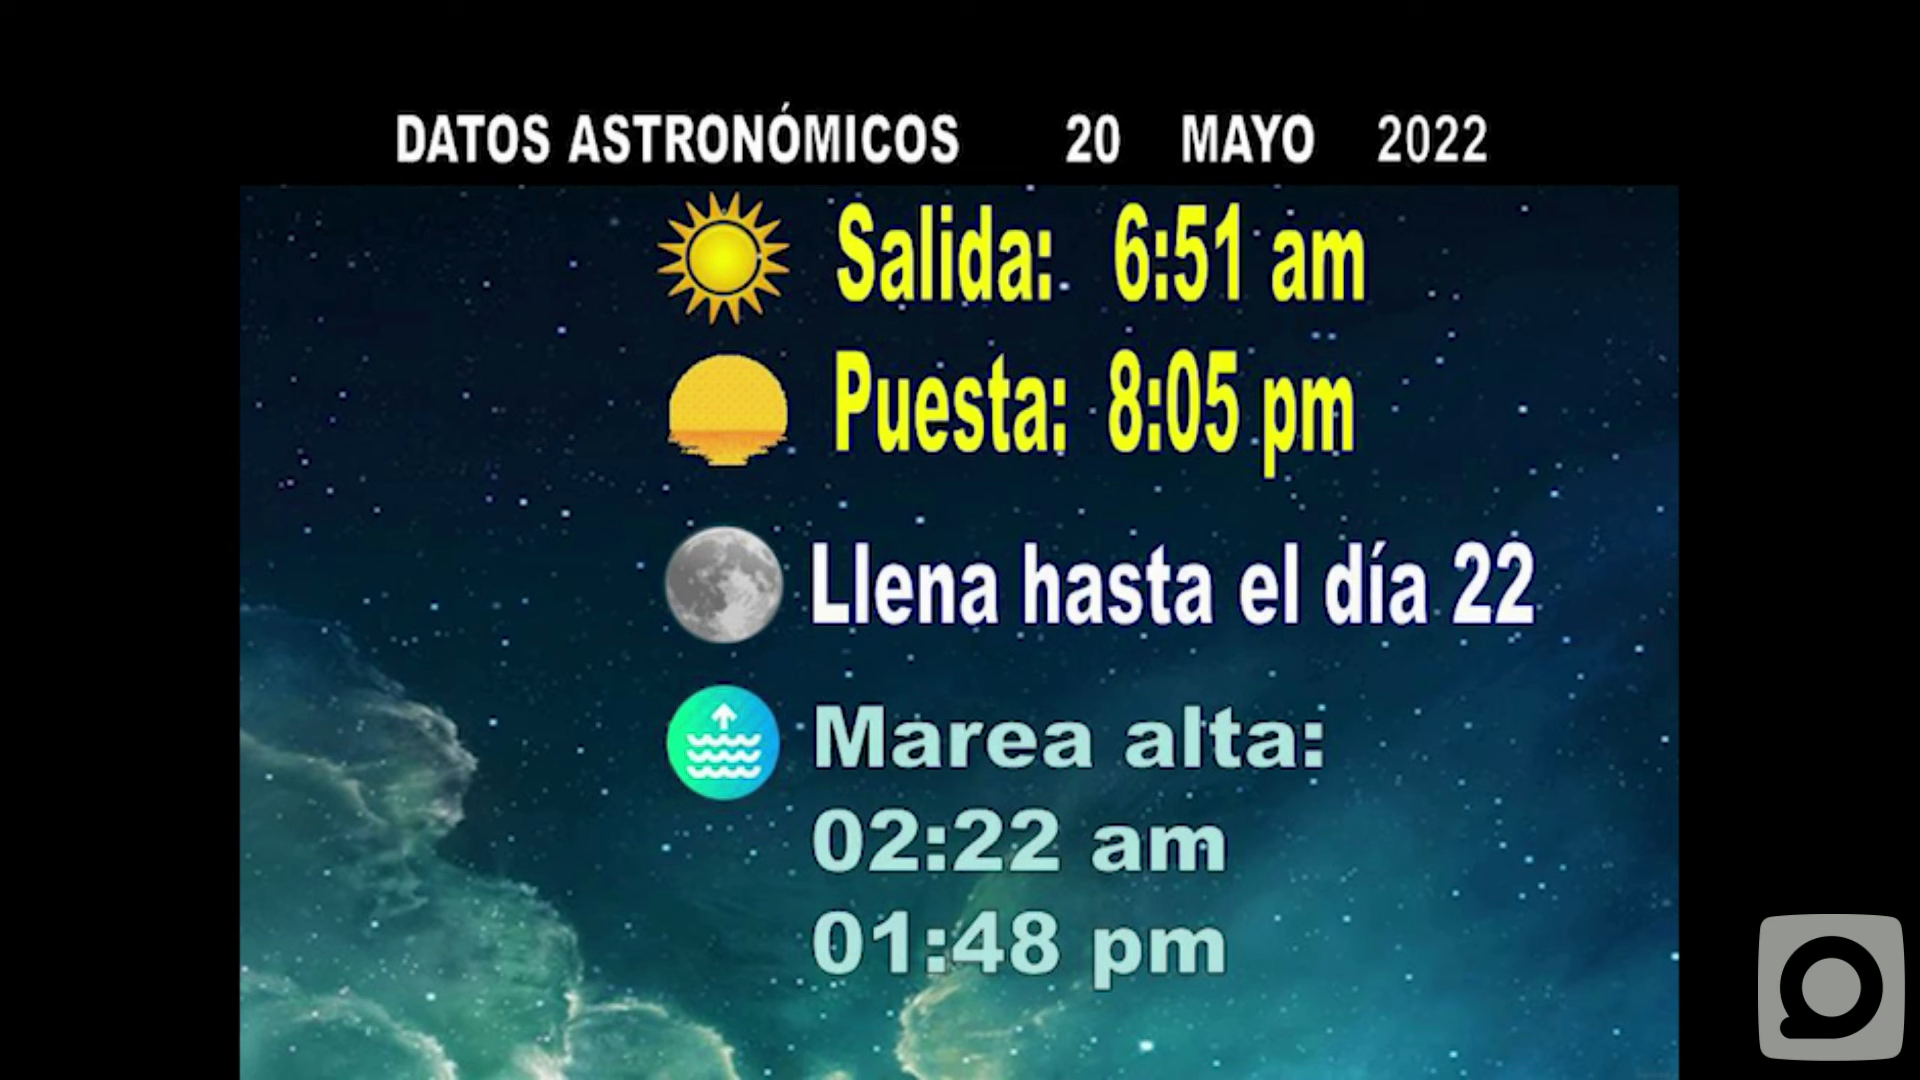 DATOS ASTRONÓMICOS 20 MAYO 2022
Salida: 6:51 am
Puesta: 8:05 pm
Llena hasta el día 22
Marea alta:
02:22 am
01:48 pm